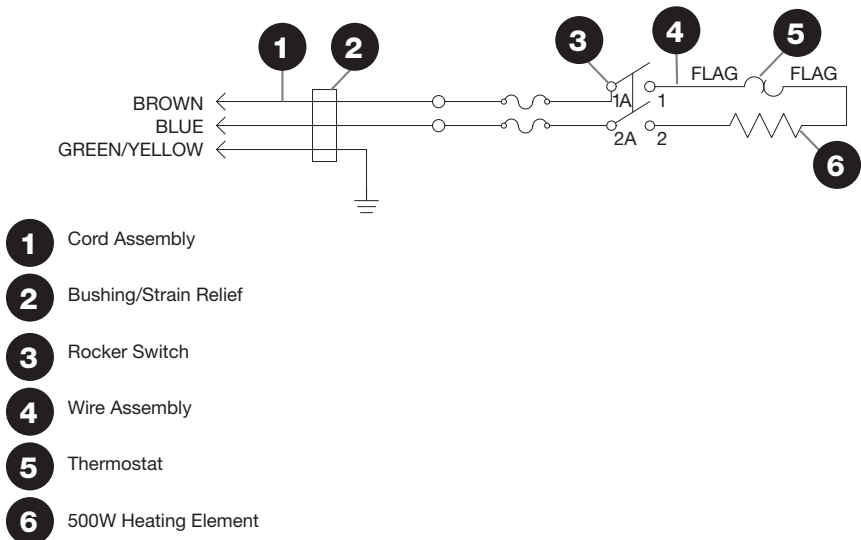 1 2 3 4 5
FLAG FLAG
BROWN 1A 1
BLUE
GREEN/YELLOW 2A 2
6
1 Cord Assembly
2 Bushing/Strain Relief
3 Rocker Switch
4 Wire Assembly
5 Thermostat
6 500W Heating Element